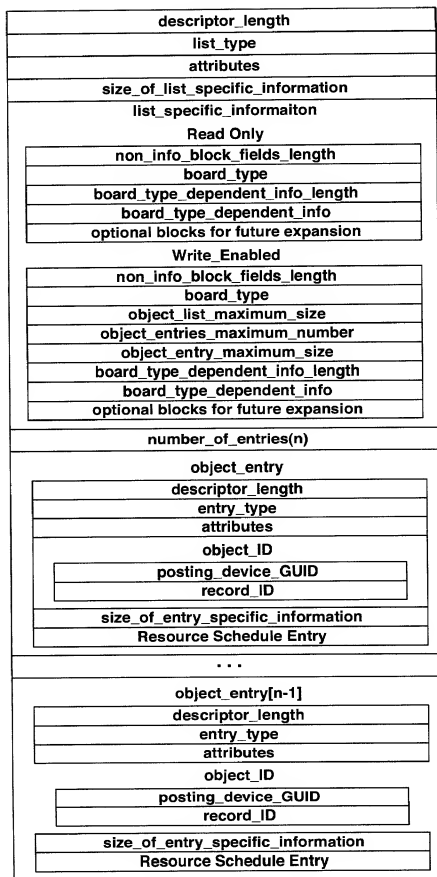 descriptor_length
list_type
attributes
size_of_list_specific_information
list_specific_informaiton
Read Only
non_info_block_fields_length
board_type
board_type_dependent_info_length
board_type_dependent_info
optional blocks for future expansion
Write_Enabled
non_info_block_fields_length
board_type
object_list_maximum_size
object_entries_maximum_number
object_entry_maximum_size
board_type_dependent_info_length
board_type_dependent_info
optional blocks for future expansion
number_of_entries(n)
object_entry
descriptor_length
entry_type
attributes
object_ID
posting_device_GUID
record_ID
size_of_entry_specific_information
Resource Schedule Entry
...
object_entry[n-1]
descriptor_length
entry_type
attributes
object_ID
posting_device_GUID
record_ID
size_of_entry_specific_information
Resource Schedule Entry